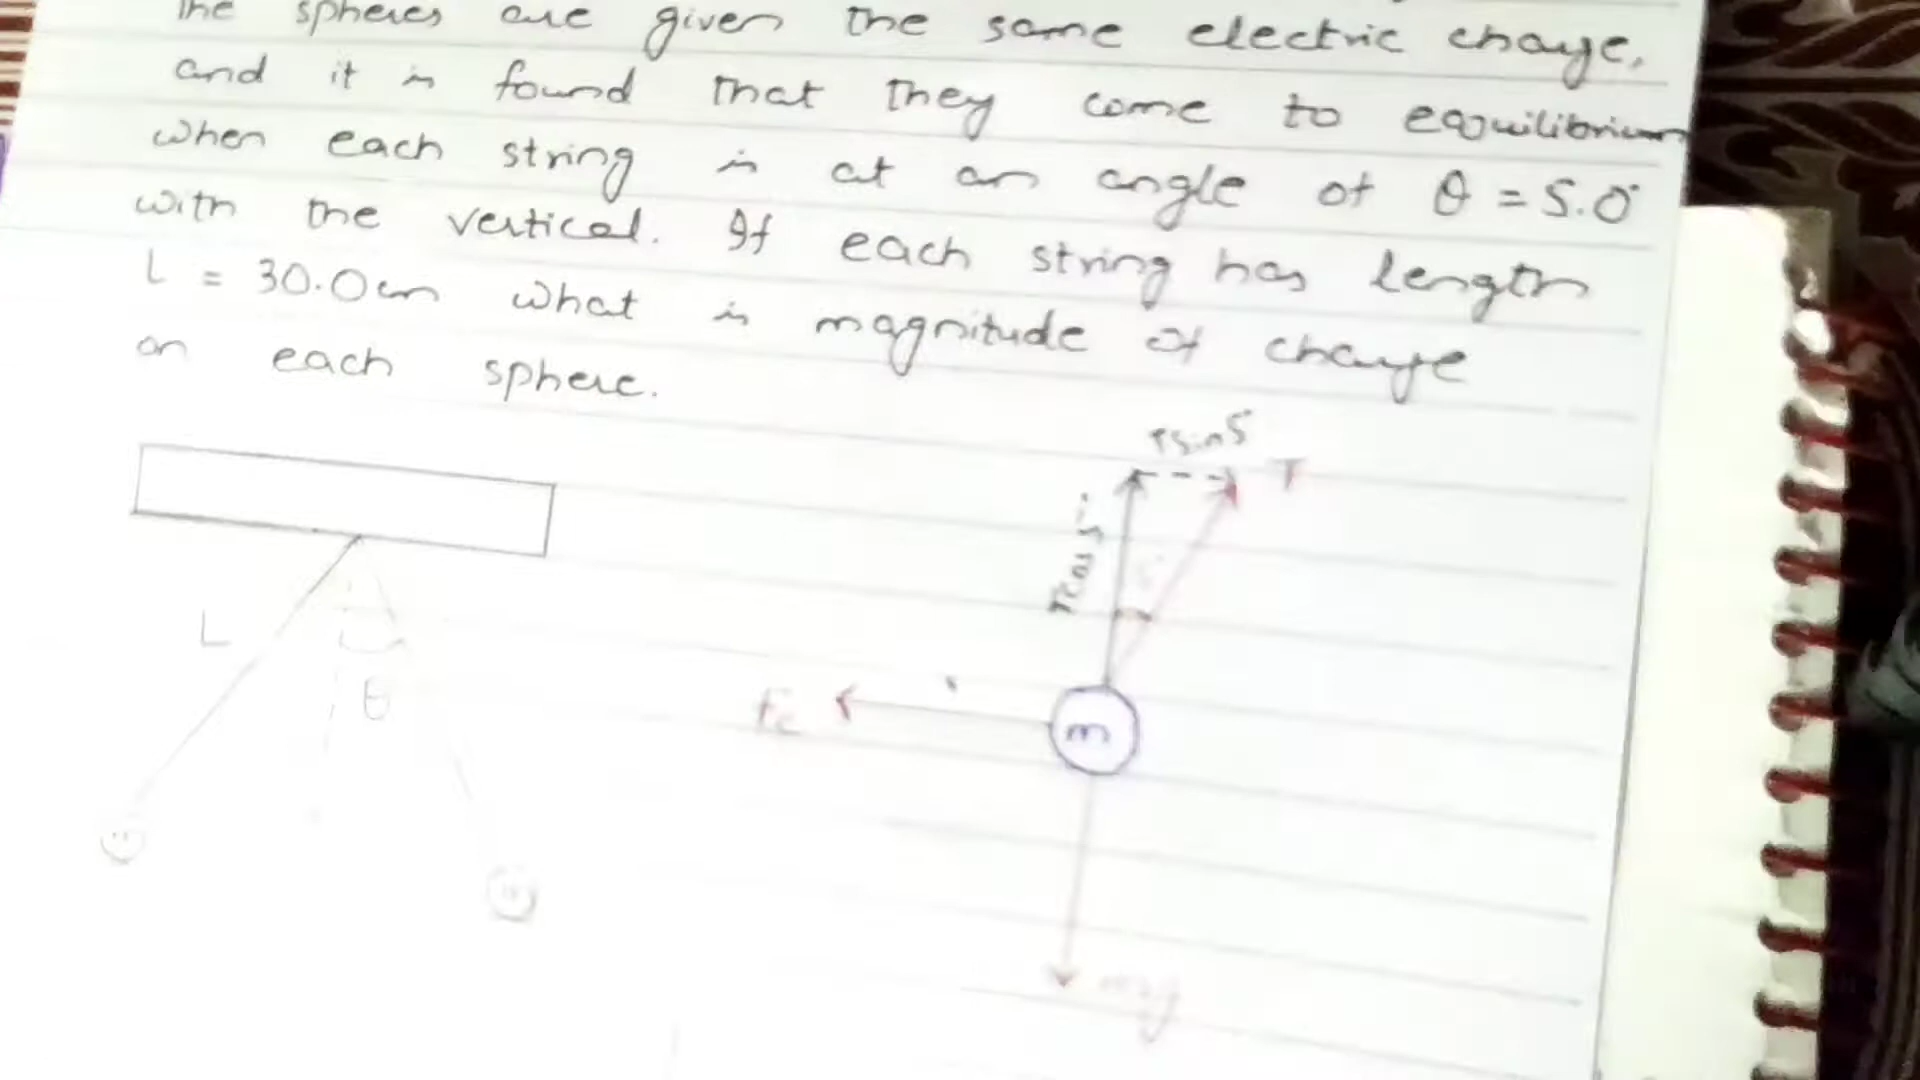 The spheres are given the same electric charge,
and it is found that they come to equilibrium
when each string is at an angle of θ = 5.0°
with the vertical. If each string has length
L = 30.0cm what is magnitude of charge
on each sphere.
Tsin5°
T
Tcos5°
L
θ
Fc
m
mg